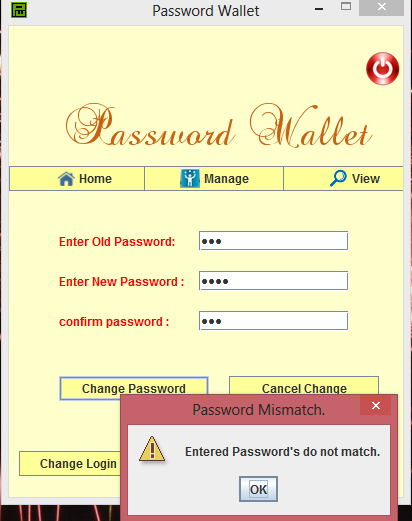 Password Wallet
Password Wallet
Home Manage View
Enter Old Password:
Enter New Password :
confirm password :
Change Password Cancel Change
Password Mismatch.
Entered Password's do not match.
Change Login
OK